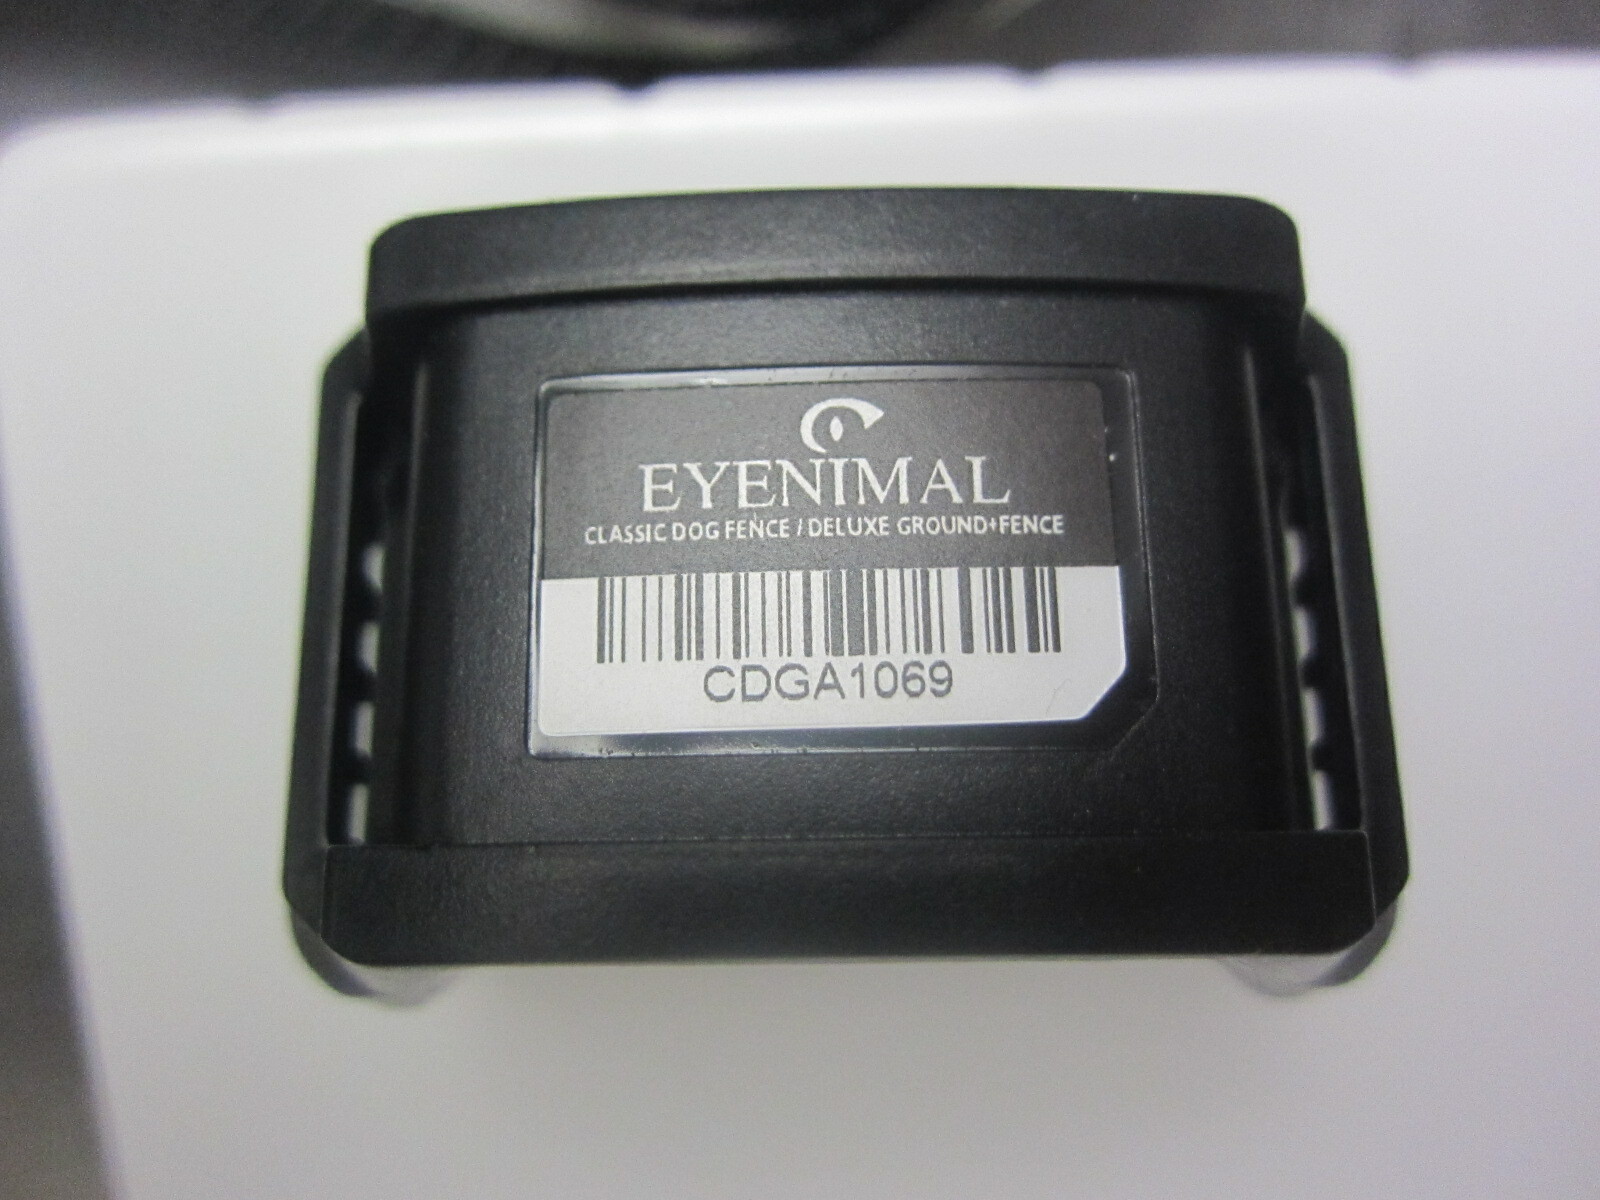 EYENIMAL
CLASSIC DOG FENCE / DELUXE GROUND+FENCE
CDGA1069